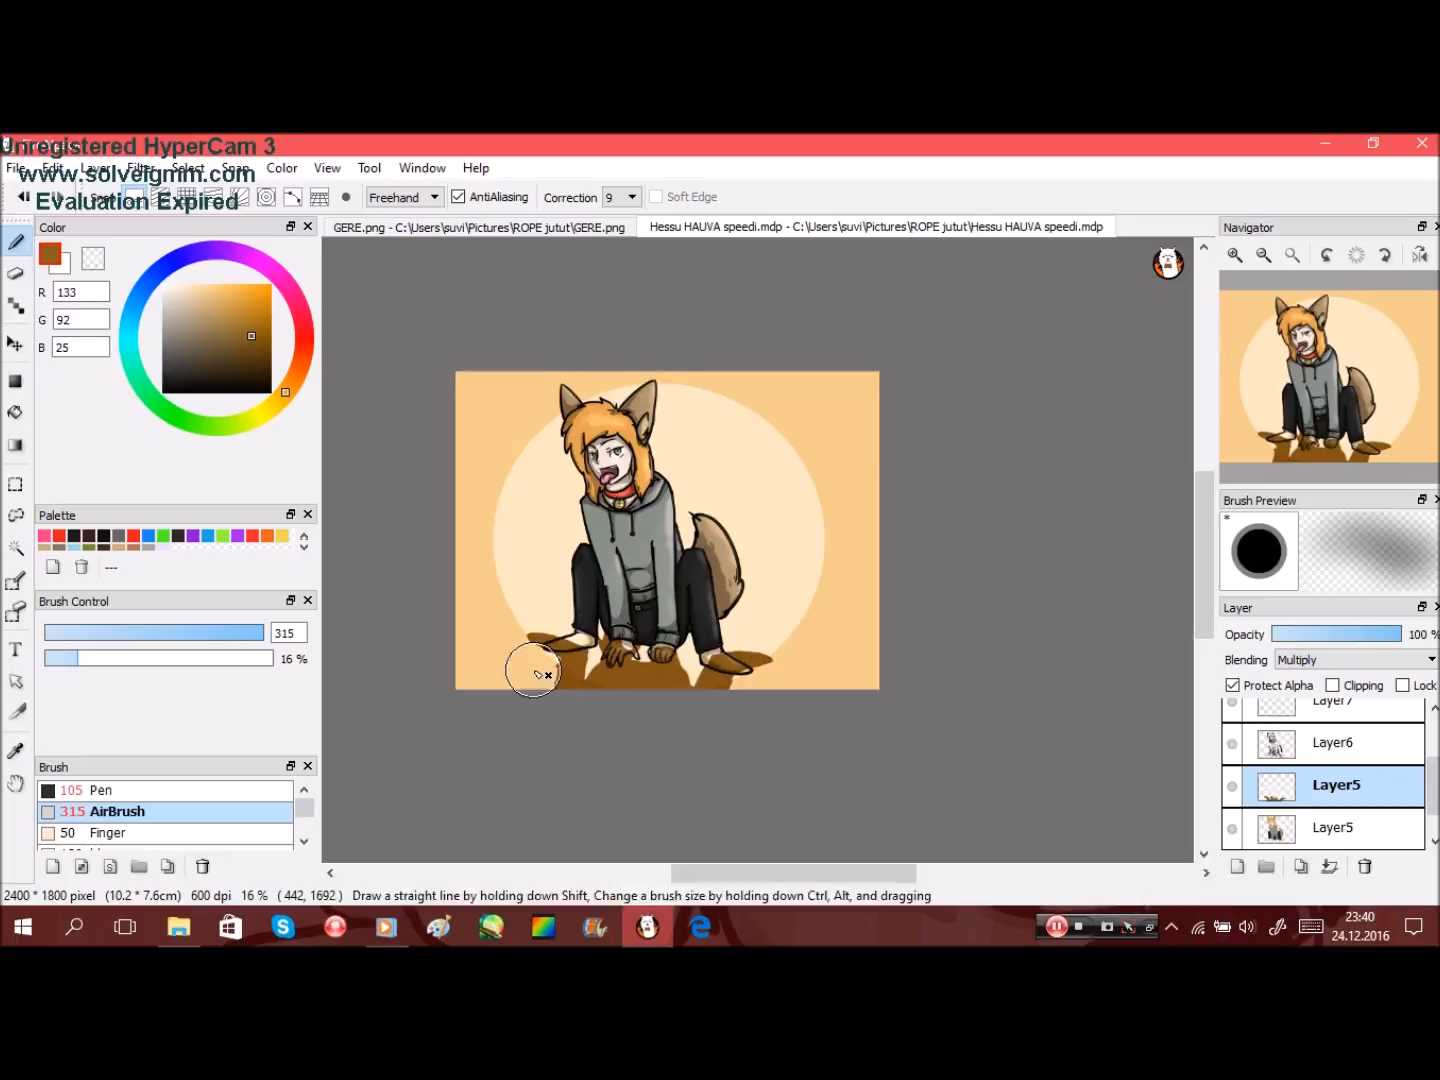 Unregistered HyperCam 3
File Edit Layer Filter Select Snap Color View Tool Window Help
www.solveigmm.com
Evaluation Expired
Snap
Freehand
AntiAliasing
Correction 9
Soft Edge
Color
GERE.png - C:\Users\suvi\Pictures\ROPE jutut\GERE.png
Hessu HAUVA speedi.mdp - C:\Users\suvi\Pictures\ROPE jutut\Hessu HAUVA speedi.mdp
Navigator
R 133
G 92
B 25
Palette
---
Brush Control
315
16 %
Brush Preview
*
Layer
Opacity 100 %
Blending Multiply
Protect Alpha Clipping Lock
Layer7
Layer6
Layer5
Layer5
Brush
105 Pen
315 AirBrush
50 Finger
2400 * 1800 pixel (10.2 * 7.6cm) 600 dpi 16 % ( 442, 1692 ) Draw a straight line by holding down Shift, Change a brush size by holding down Ctrl, Alt, and dragging
23:40
24.12.2016